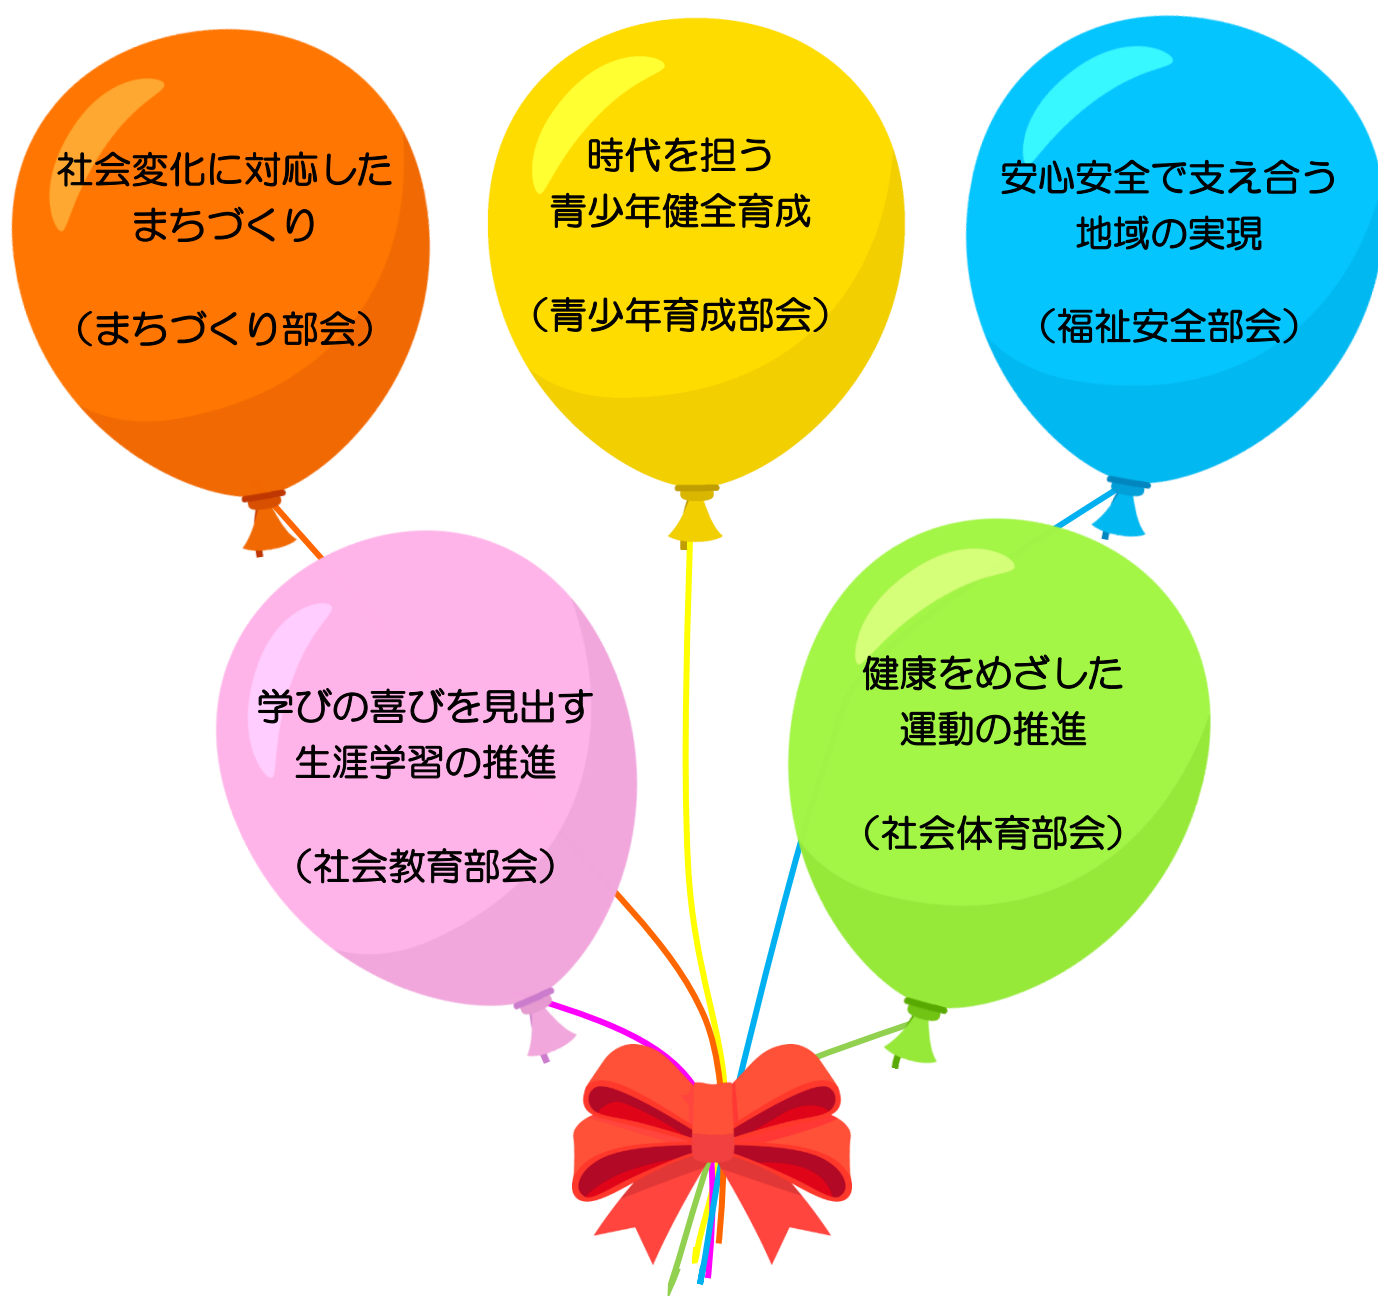 社会変化に対応した
まちづくり
（まちづくり部会）
時代を担う
青少年健全育成
（青少年育成部会）
安心安全で支え合う
地域の実現
（福祉安全部会）
学びの喜びを見出す
生涯学習の推進
（社会教育部会）
健康をめざした
運動の推進
（社会体育部会）